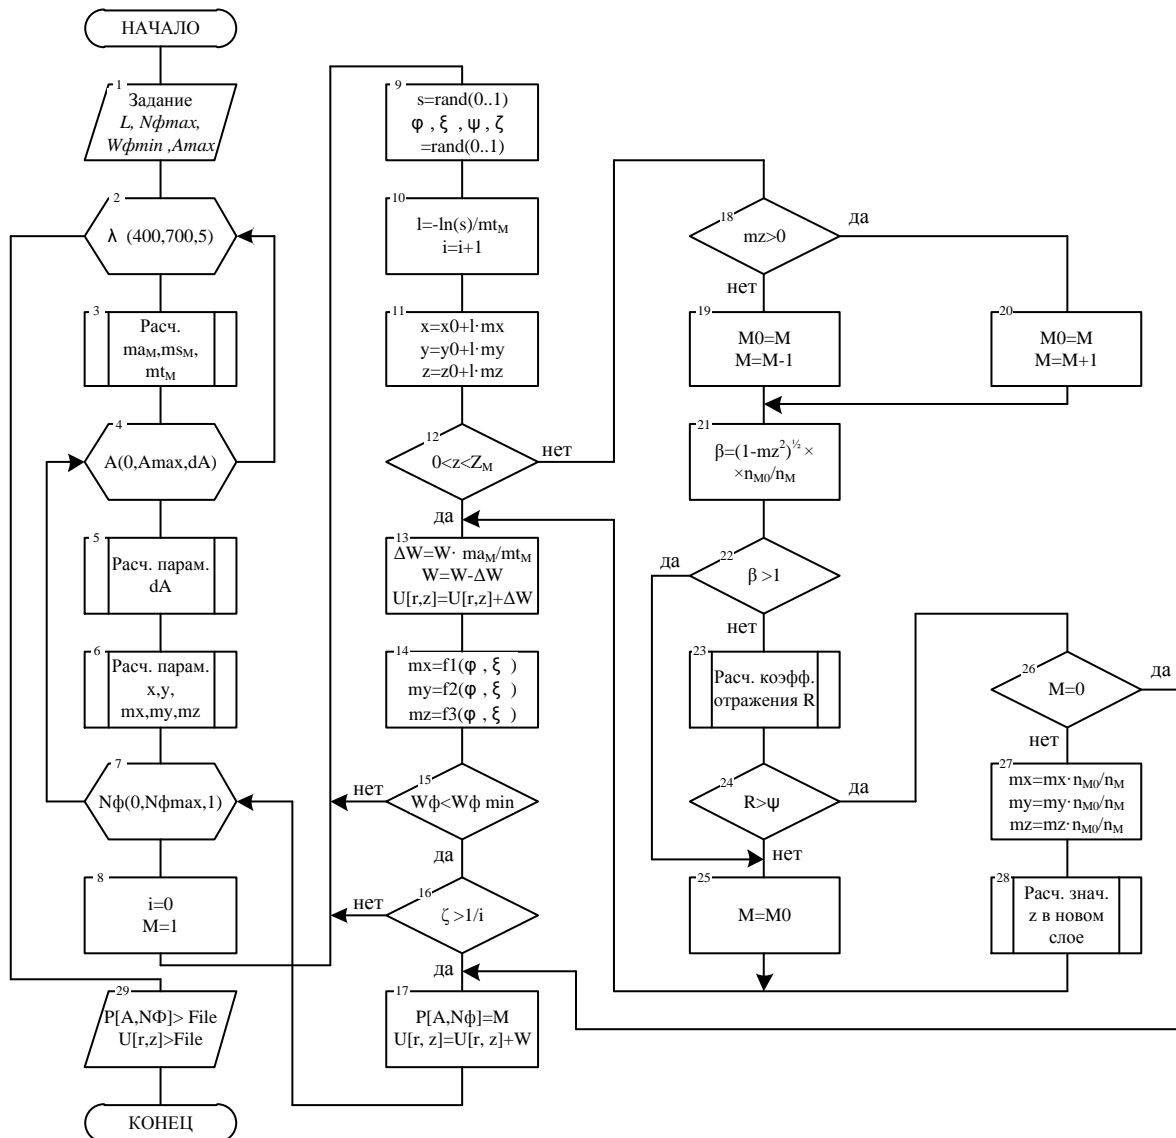 НАЧАЛО
1
Задание
L, Nфmax,
Wфmin ,Amax
2
λ (400,700,5)
3
Расч.
maM,msM,
mtM
4
A(0,Amax,dA)
5
Расч. парам.
dA
6
Расч. парам.
x,y,
mx,my,mz
7
Nф(0,Nфmax,1)
8
i=0
M=1
29
P[A,NФ]> File
U[r,z]>File
КОНЕЦ
9
s=rand(0..1)
φ , ξ , ψ , ζ
=rand(0..1)
10
l=-ln(s)/mtM
i=i+1
11
x=x0+l·mx
y=y0+l·my
z=z0+l·mz
12
0<z<ZM
нет
да
13
ΔW=W· maM/mtM
W=W-ΔW
U[r,z]=U[r,z]+ΔW
14
mx=f1(φ , ξ )
my=f2(φ , ξ )
mz=f3(φ , ξ )
15
Wф<Wф min
нет
да
16
ζ >1/i
нет
да
17
P[A,Nф]=M
U[r, z]=U[r, z]+W
18
mz>0
да
нет
19
M0=M
M=M-1
20
M0=M
M=M+1
21
β=(1-mz²)^½ ×
×nM0/nM
22
β >1
да
нет
23
Расч. коэфф.
отражения R
24
R>ψ
да
нет
25
M=M0
26
M=0
да
нет
27
mx=mx·nM0/nM
my=my·nM0/nM
mz=mz·nM0/nM
28
Расч. знач.
z в новом
слое